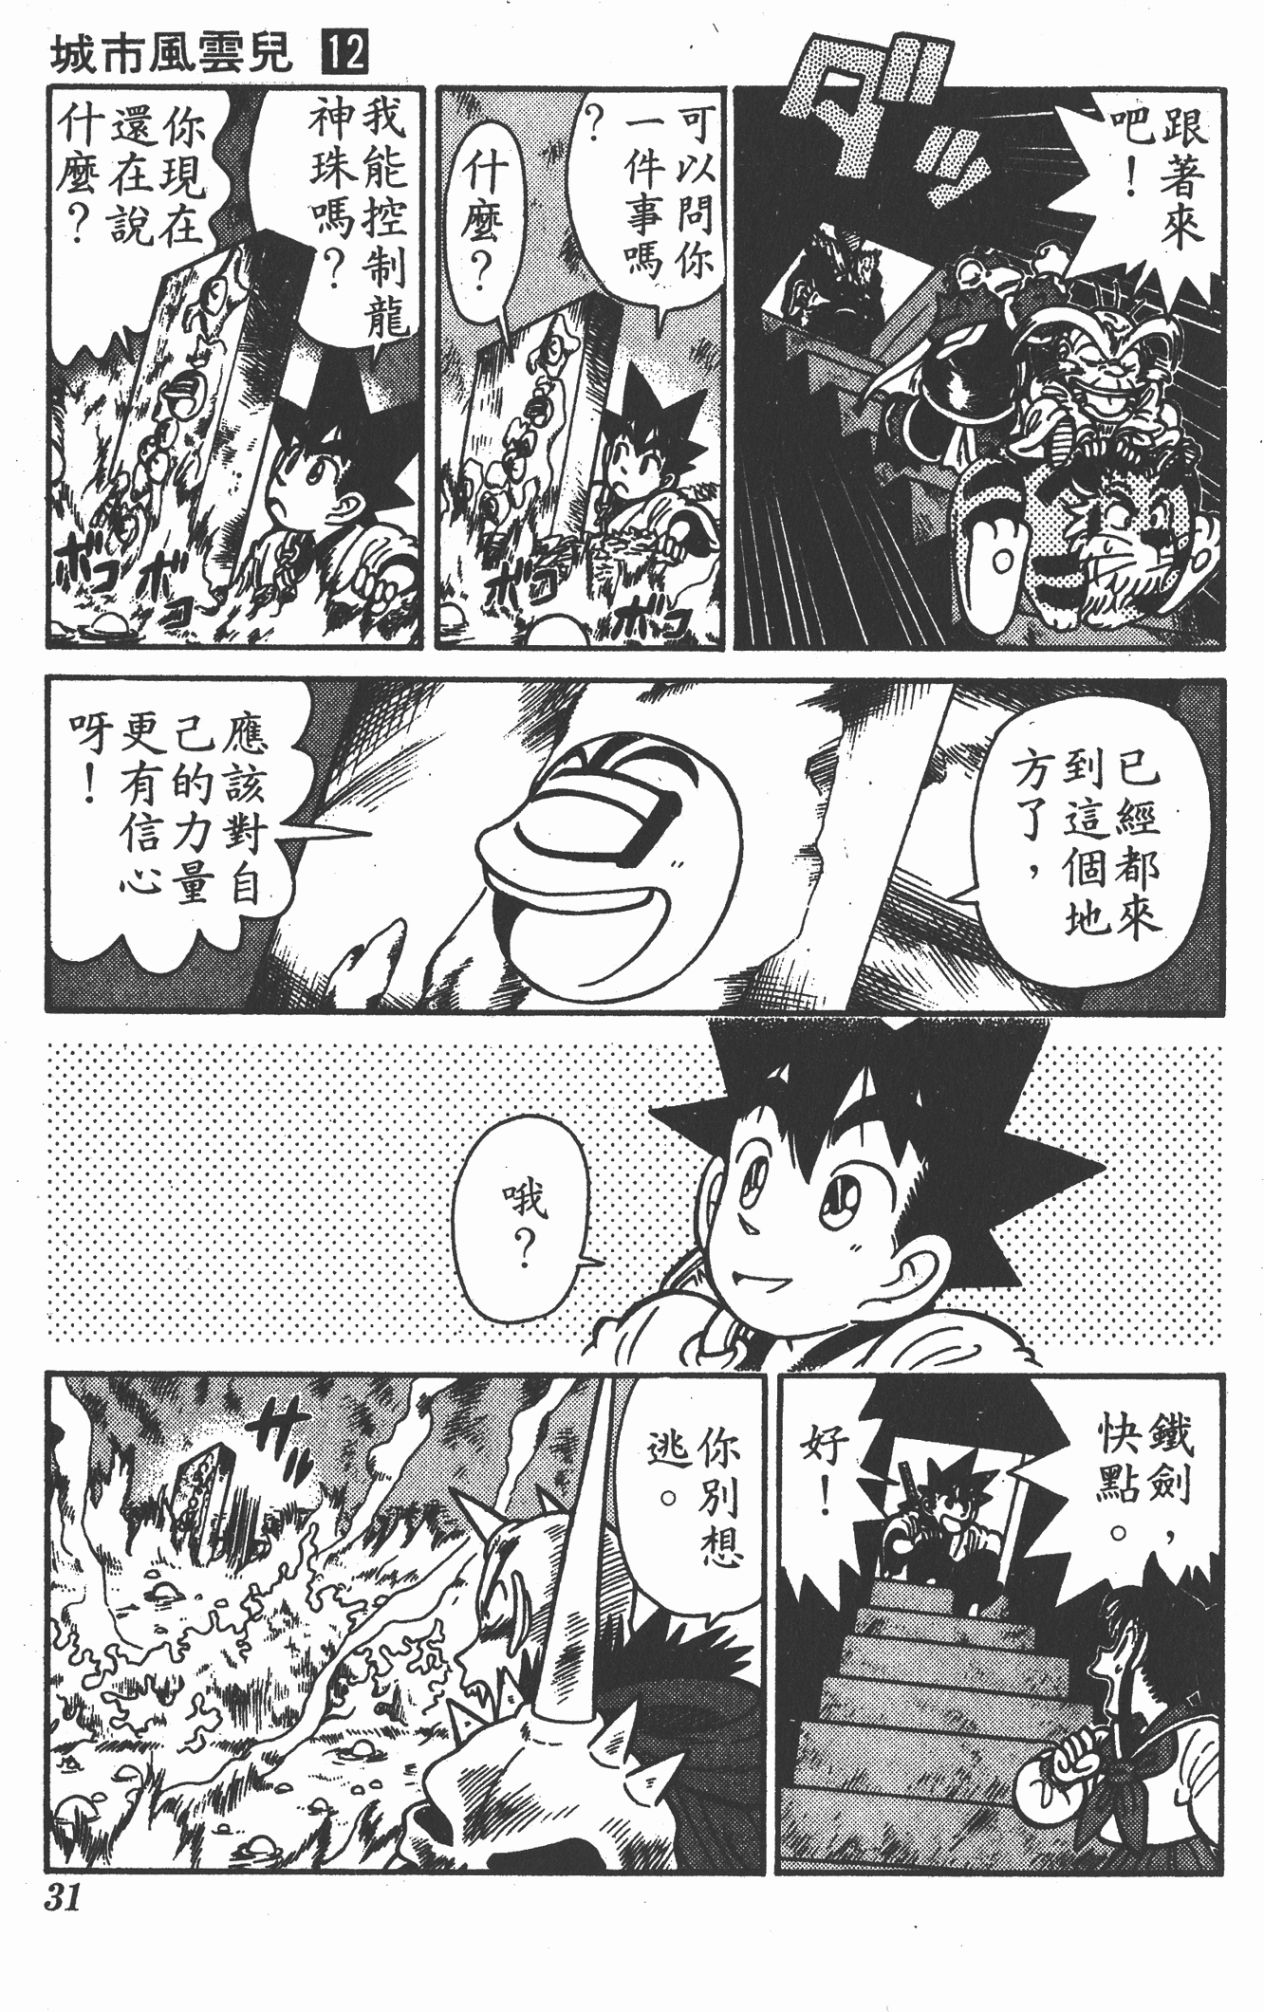 城市風雲兒 12
跟著來
吧！
ダダッ
可以問你
一件事嗎
？
什麼？
ボコ
ボコ
我能控制龍
神珠嗎？
你現在
還在說
什麼？
ボコ
ボコ
已經都來
到這個地
方了，
應該對自
己的力量
更有信心
呀！
哦？
鐵劍，
快點。
好！
你別想
逃。
31